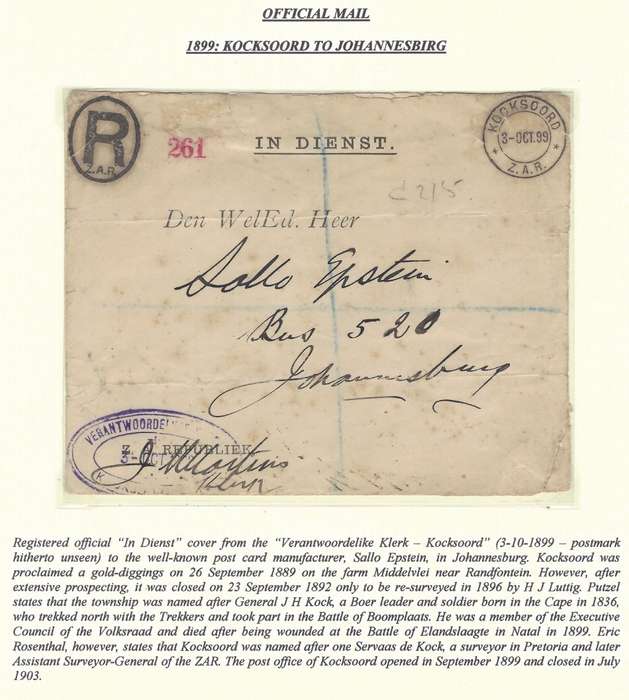 OFFICIAL MAIL
1899: KOCKSOORD TO JOHANNESBIRG
R
Z.A.R.
261
IN DIENST.
KOCKSOORD
3-OCT.99
Z.A.R.
Den WelEd. Heer
Sallo Epstein
Bus 520
Johannesburg
VERANTWOORDEL
Z. A. REPUBLIEK
Registered official “In Dienst” cover from the “Verantwoordelike Klerk – Kocksoord” (3-10-1899 – postmark
hitherto unseen) to the well-known post card manufacturer, Sallo Epstein, in Johannesburg. Kocksoord was
proclaimed a gold-diggings on 26 September 1889 on the farm Middelvlei near Randfontein. However, after
extensive prospecting, it was closed on 23 September 1892 only to be re-surveyed in 1896 by H J Luttig. Putzel
states that the township was named after General J H Kock, a Boer leader and soldier born in the Cape in 1836,
who trekked north with the Trekkers and took part in the Battle of Boomplaats. He was a member of the Executive
Council of the Volksraad and died after being wounded at the Battle of Elandslaagte in Natal in 1899. Eric
Rosenthal, however, states that Kocksoord was named after one Servaas de Kock, a surveyor in Pretoria and later
Assistant Surveyor-General of the ZAR. The post office of Kocksoord opened in September 1899 and closed in July
1903.